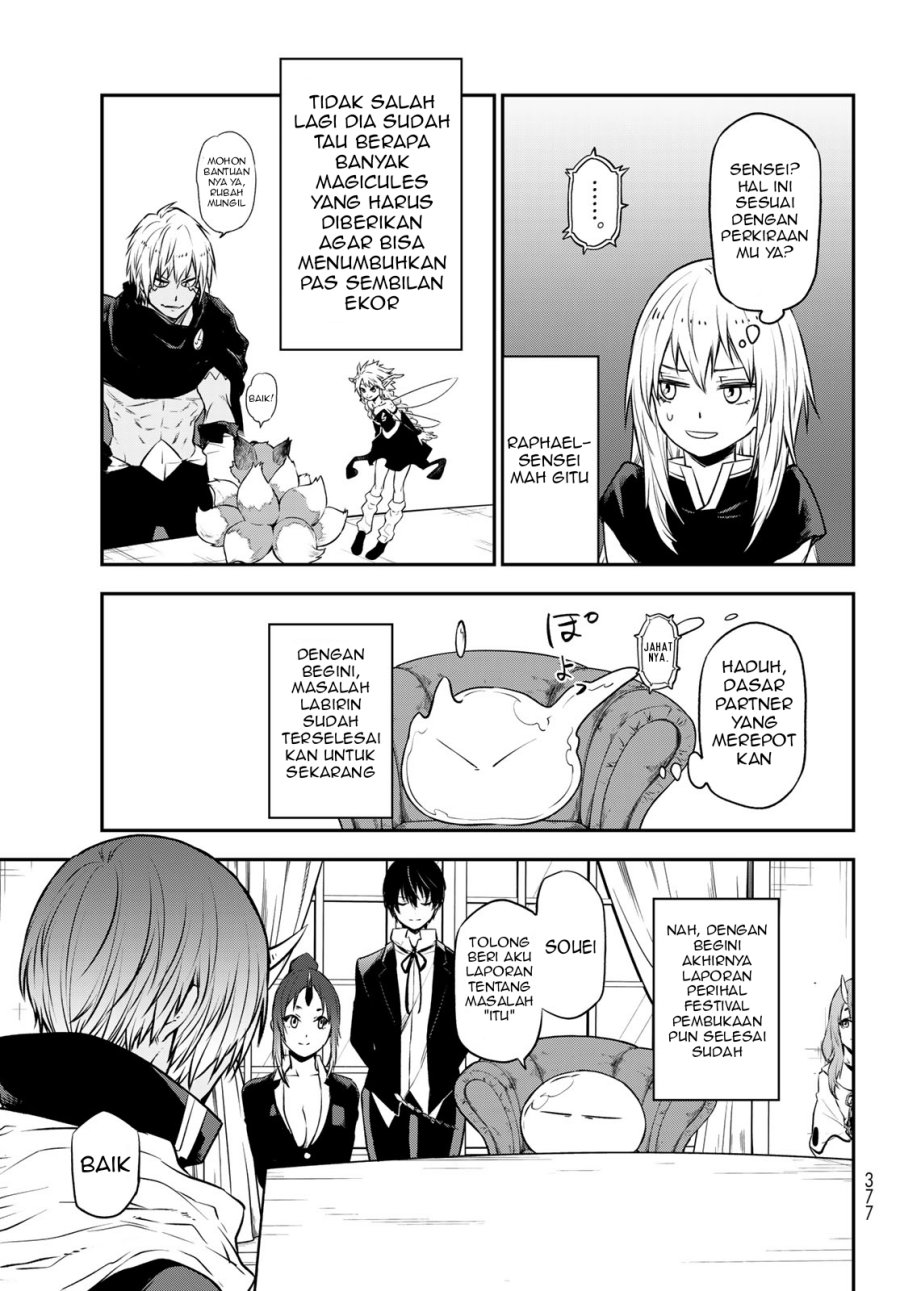 SENSEI?
HAL INI
SESUAI
DENGAN
PERKIRAAN
MU YA?
.......
RAPHAEL-
SENSEI
MAH GITU
TIDAK SALAH
LAGI DIA SUDAH
TAU BERAPA
BANYAK
MAGICULES
YANG HARUS
DIBERIKAN
AGAR BISA
MENUMBUHKAN
PAS SEMBILAN
EKOR
MOHON
BANTUAN
NYA YA,
RUBAH
MUNGIL
BAIK!
HADUH,
DASAR
PARTNER
YANG
MEREPOT
KAN
JAHAT
NYA.
ぽ
よっ
DENGAN
BEGINI,
MASALAH
LABIRIN
SUDAH
TERSELESAI
KAN UNTUK
SEKARANG
NAH, DENGAN
BEGINI
AKHIRNYA
LAPORAN
PERIHAL
FESTIVAL
PEMBUKAAN
PUN SELESAI
SUDAH
SOUEI
TOLONG
BERI AKU
LAPORAN
TENTANG
MASALAH
"ITU"
BAIK
377